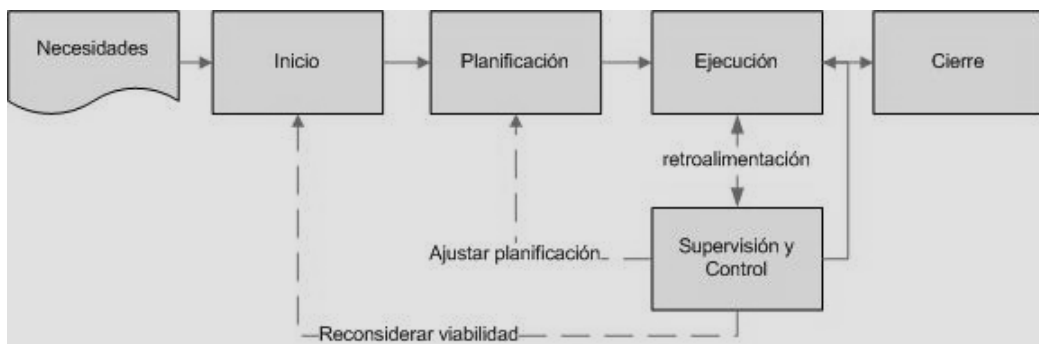 Necesidades
Inicio
Planificación
Ejecución
Cierre
retroalimentación
Ajustar planificación
Supervisión y
Control
Reconsiderar viabilidad